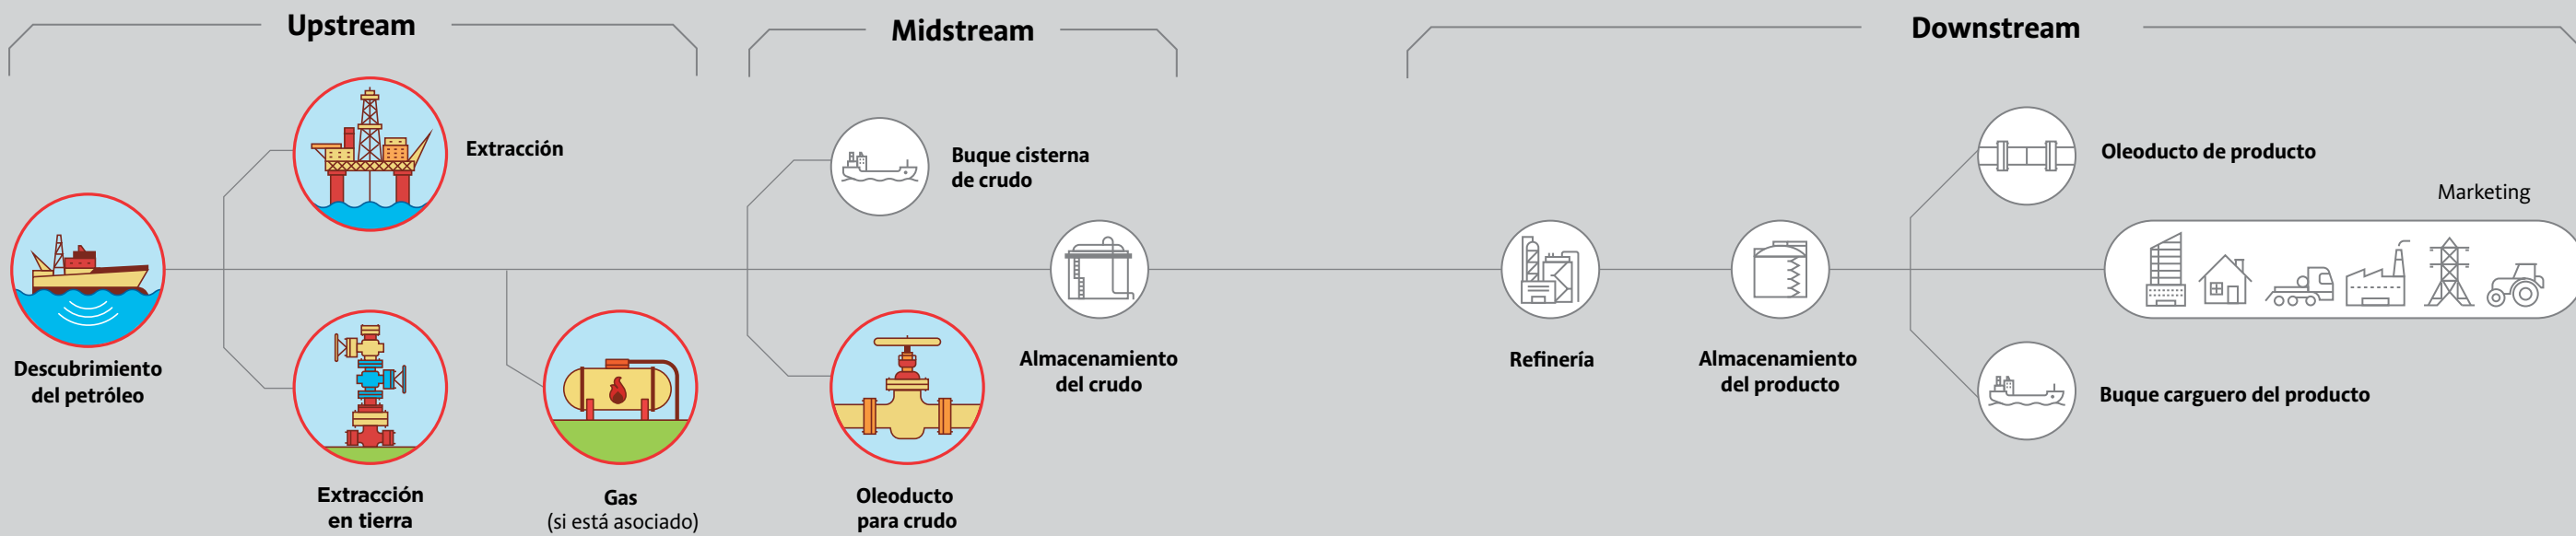 Upstream
Midstream
Downstream
Extracción
Descubrimiento
del petróleo
Extracción
en tierra
Gas
(si está asociado)
Buque cisterna
de crudo
Oleoducto
para crudo
Almacenamiento
del crudo
Refinería
Almacenamiento
del producto
Oleoducto de producto
Marketing
Buque carguero del producto